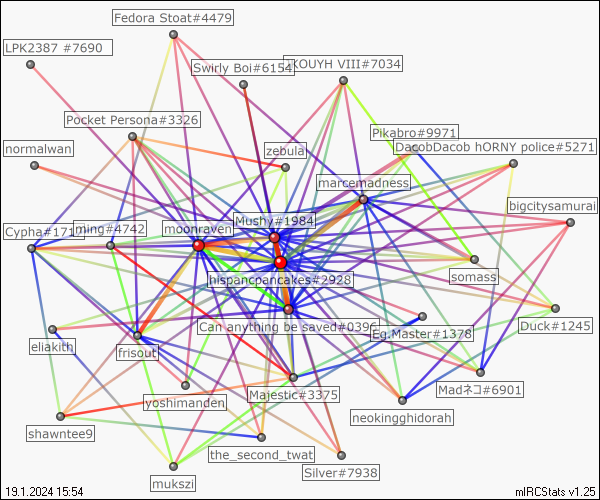 Fedora Stoat#4479
LPK2387 #7690
Swirly Boi#6154
KOUYH VIII#7034
Pocket Persona#3326
Pikabro#9971
DacobDacob hORNY police#5271
normalwan
zebula
marcemadness
bigcitysamurai
Cypha#171
ming#4742
moonraven
Mushy#1984
hispancpancakes#2928
somass
Can anything be saved#0396
Eg.Master#1378
Duck#1245
eliakith
frisout
yoshimanden
Majestic#3375
Madネコ#6901
neokingghidorah
shawntee9
the_second_twat
Silver#7938
mukszi
19.1.2024 15:54
mIRCStats v1.25